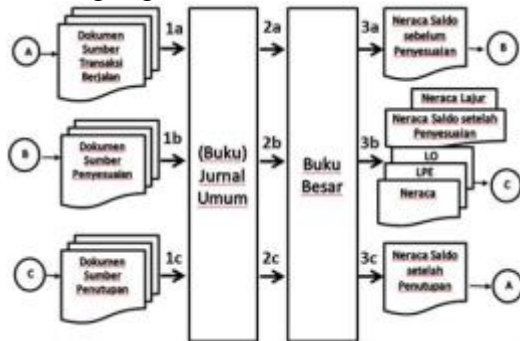 1a
2a
3a
A
Dokumen
Sumber
Transaksi
Berjalan
Neraca Saldo
sebelum
Penyesuaian
B
1b
2b
3b
B
Dokumen
Sumber
Penyesuaian
(Buku)
Jurnal
Umum
Buku
Besar
Neraca Lajur
Neraca Saldo setelah
Penyesuaian
LO
LPE
Neraca
C
1c
2c
3c
C
Dokumen
Sumber
Penutupan
Neraca Saldo
setelah
Penutupan
A